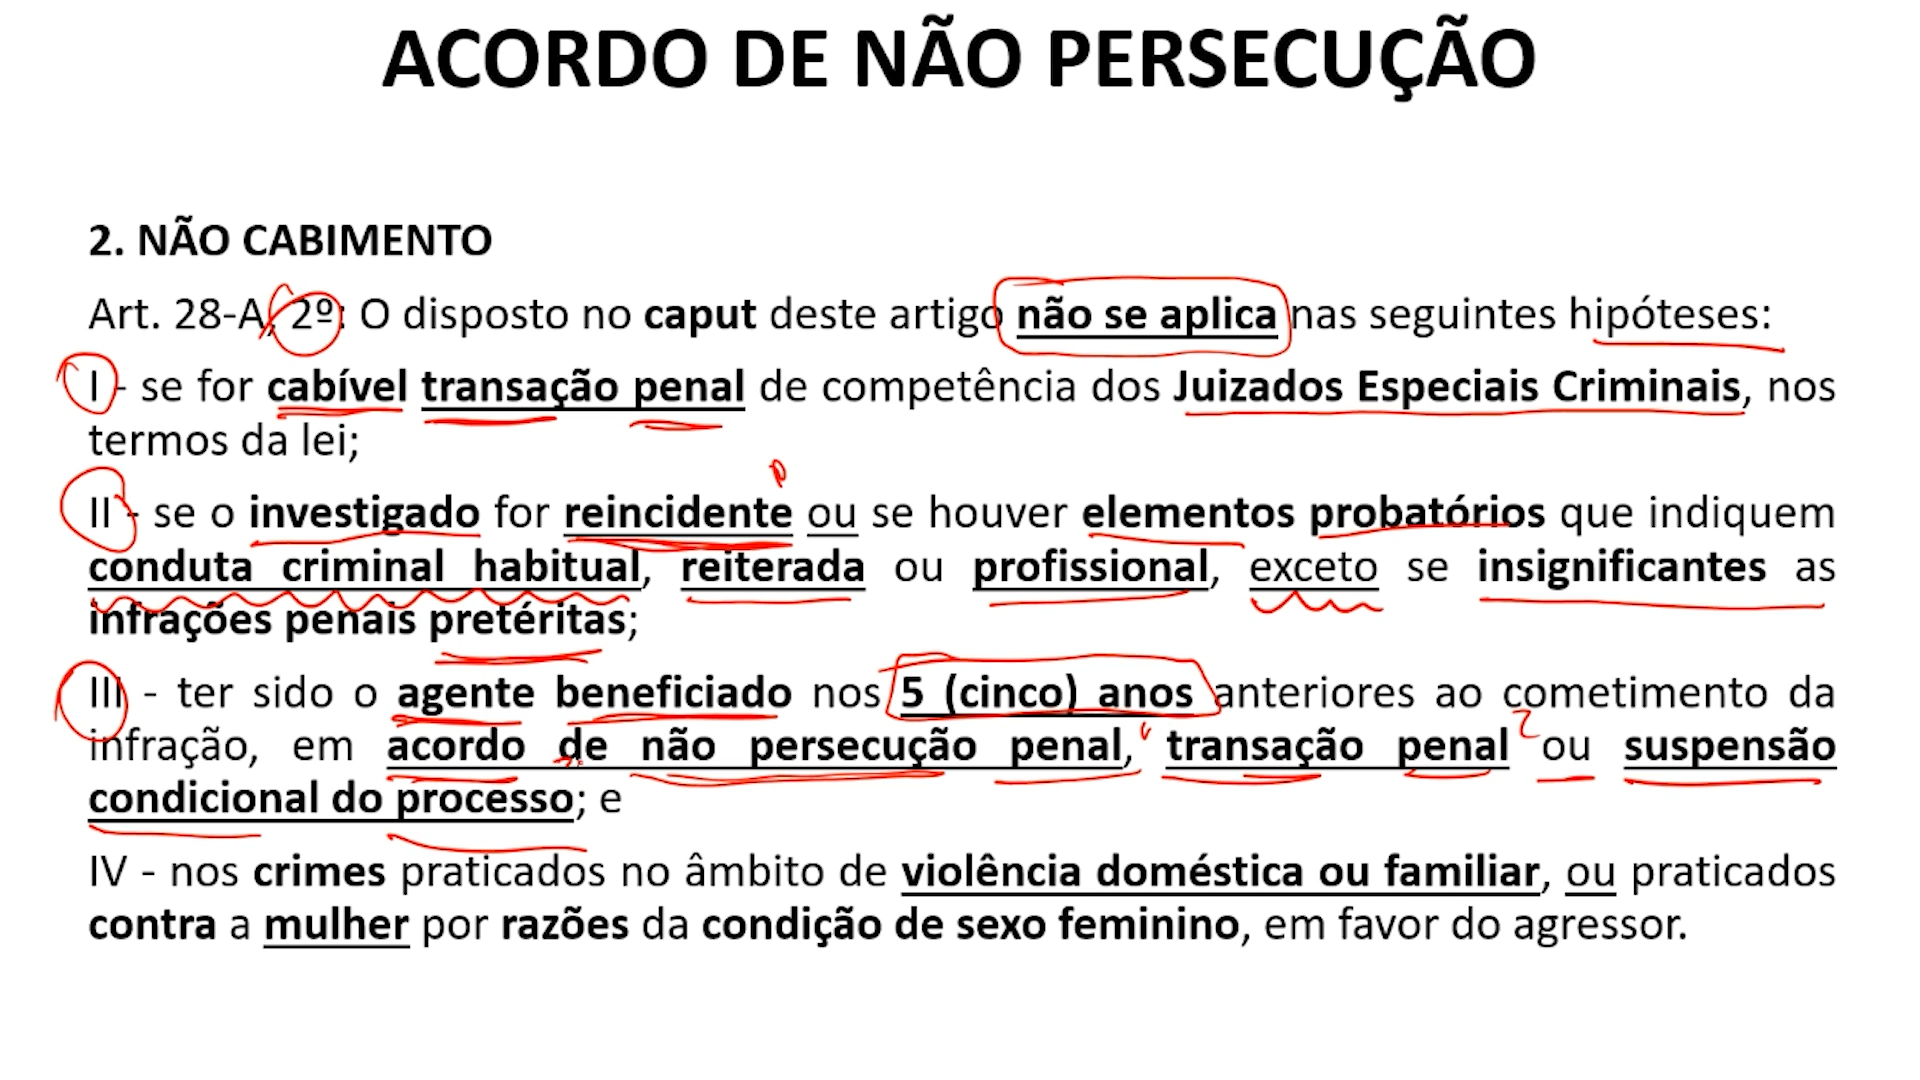 ACORDO DE NÃO PERSECUÇÃO
2. NÃO CABIMENTO
Art. 28-A, 2º: O disposto no caput deste artigo não se aplica nas seguintes hipóteses:
I - se for cabível transação penal de competência dos Juizados Especiais Criminais, nos
termos da lei;
II - se o investigado for reincidente ou se houver elementos probatórios que indiquem
conduta criminal habitual, reiterada ou profissional, exceto se insignificantes as
infrações penais pretéritas;
III - ter sido o agente beneficiado nos 5 (cinco) anos anteriores ao cometimento da
infração, em acordo de não persecução penal, transação penal ou suspensão
condicional do processo; e
IV - nos crimes praticados no âmbito de violência doméstica ou familiar, ou praticados
contra a mulher por razões da condição de sexo feminino, em favor do agressor.